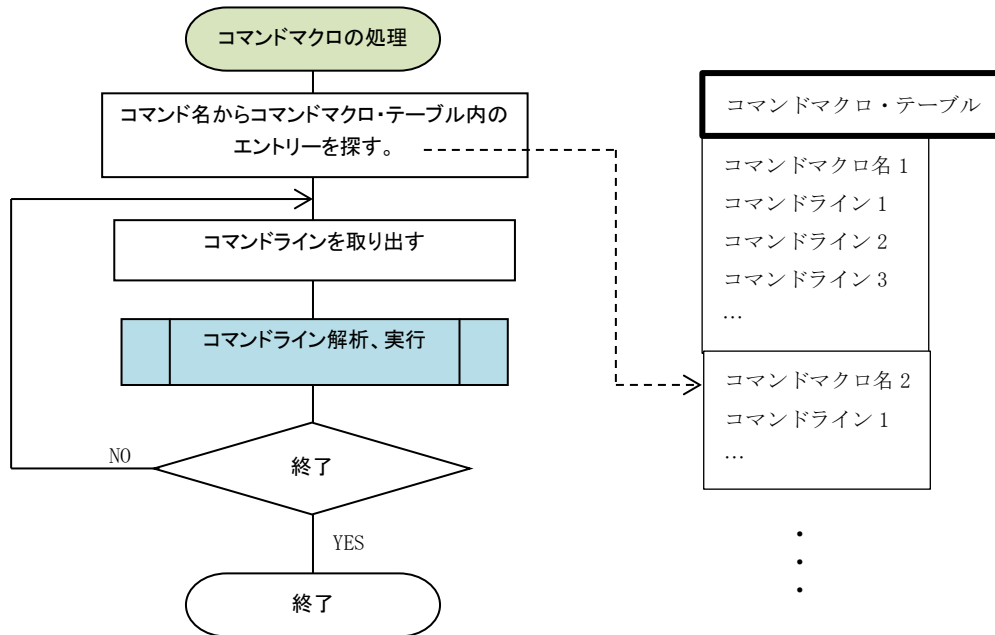 コマンドマクロの処理
コマンド名からコマンドマクロ・テーブル内の
エントリーを探す。
コマンドラインを取り出す
コマンドライン解析、実行
終了
NO
YES
終了
コマンドマクロ・テーブル
コマンドマクロ名 1
コマンドライン 1
コマンドライン 2
コマンドライン 3
…
コマンドマクロ名 2
コマンドライン 1
…
・
・
・